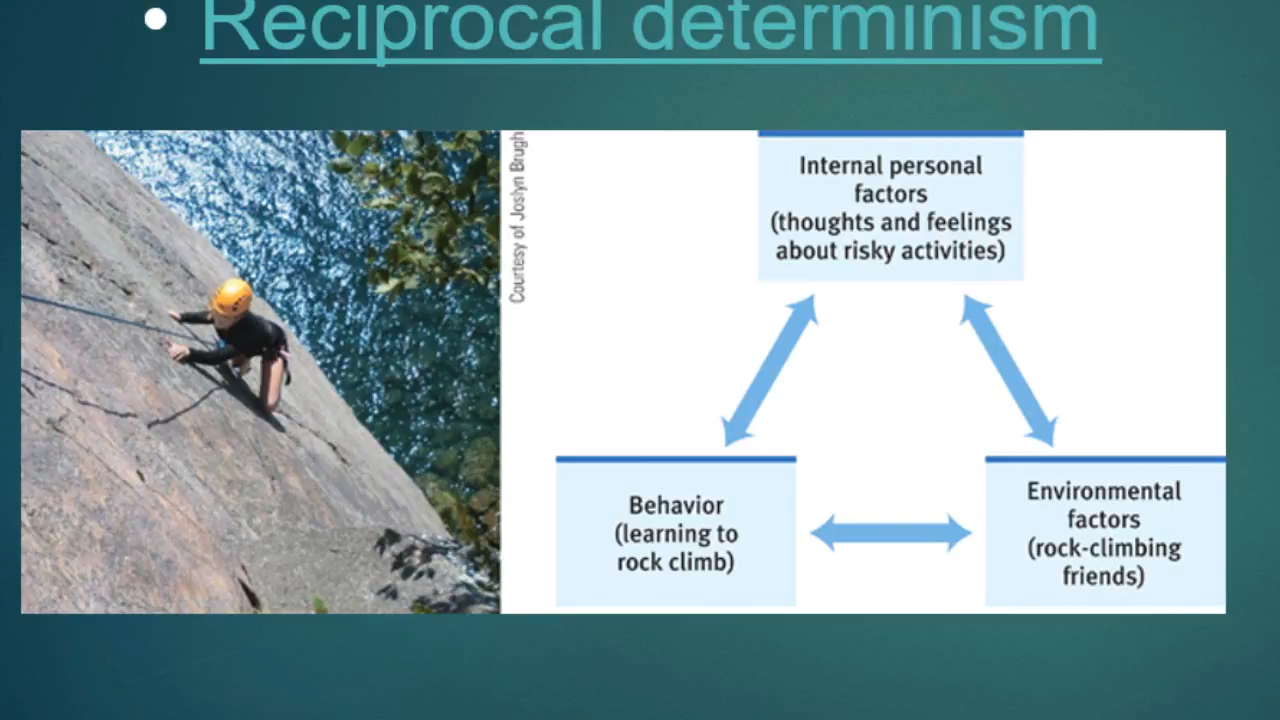 • Reciprocal determinism
Courtesy of Joslyn Brugh
Internal personal
factors
(thoughts and feelings
about risky activities)
Behavior
(learning to
rock climb)
Environmental
factors
(rock-climbing
friends)